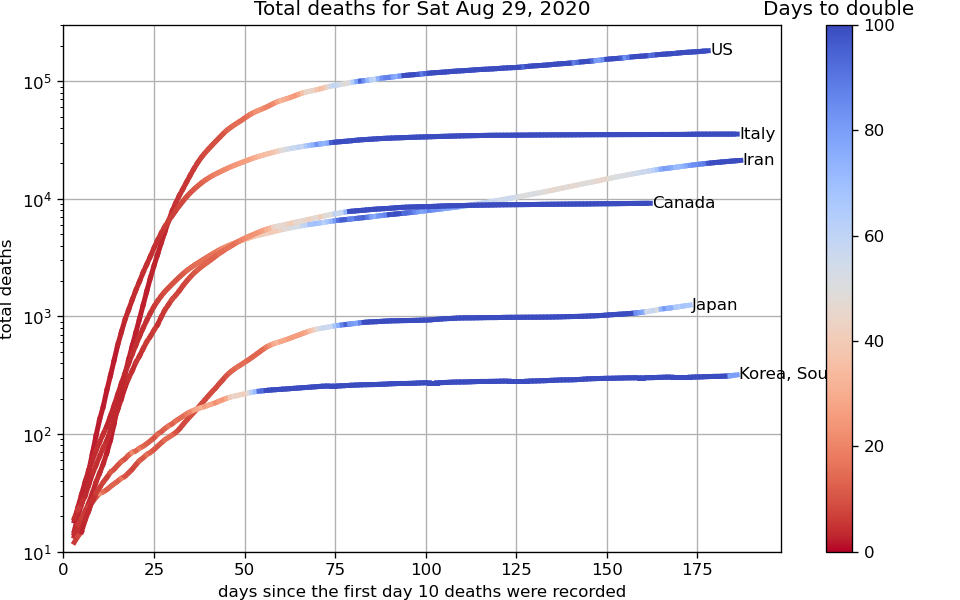 Total deaths for Sat Aug 29, 2020
Days to double
total deaths
10^5
10^4
10^3
10^2
10^1
US
Italy
Iran
Canada
Japan
Korea, Sou
0 25 50 75 100 125 150 175
days since the first day 10 deaths were recorded
100
80
60
40
20
0